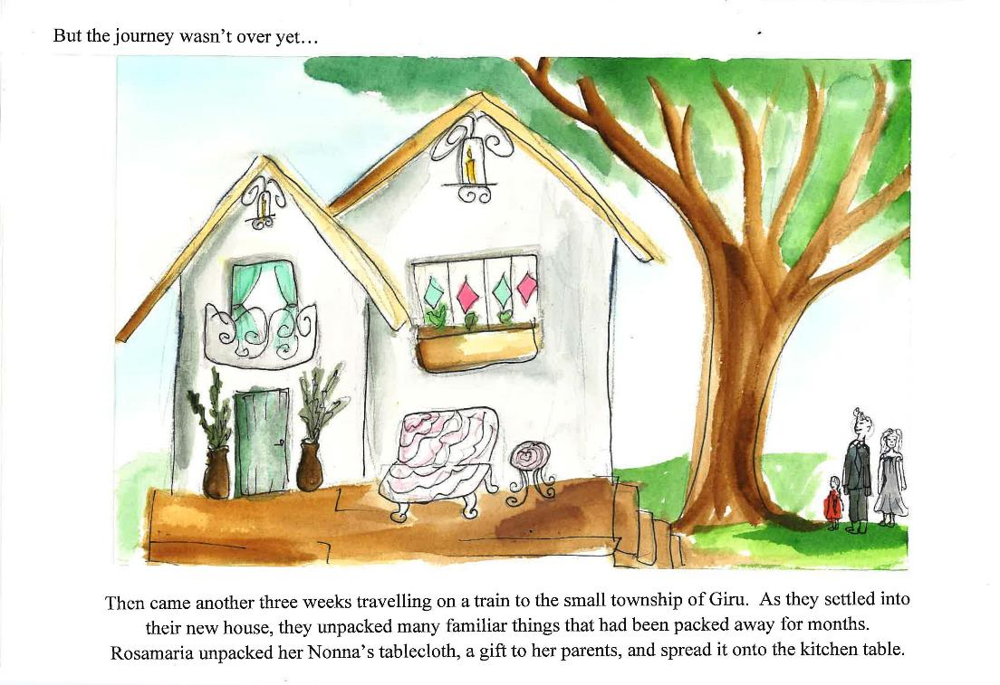 But the journey wasn't over yet…
Then came another three weeks travelling on a train to the small township of Giru.  As they settled into
their new house, they unpacked many familiar things that had been packed away for months.
Rosamaria unpacked her Nonna's tablecloth, a gift to her parents, and spread it onto the kitchen table.